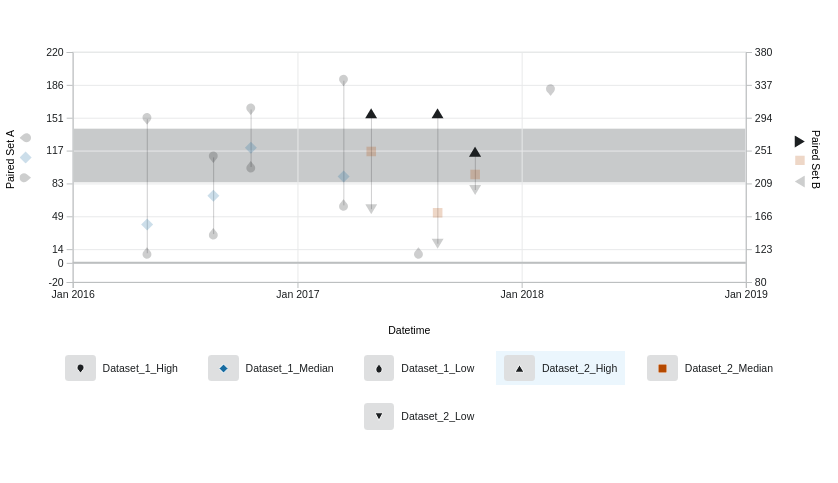 220 380
186 337
151 294
117 251
83 209
49 166
14 123
0
-20 80
Paired Set A
Paired Set B
Jan 2016 Jan 2017 Jan 2018 Jan 2019
Datetime
Dataset_1_High Dataset_1_Median Dataset_1_Low Dataset_2_High Dataset_2_Median
Dataset_2_Low